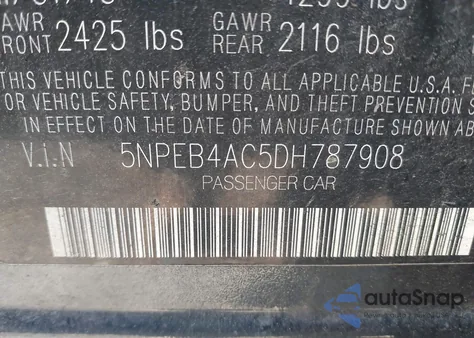 GAWR GAWR
FRONT 2425 lbs REAR 2116 lbs
THIS VEHICLE CONFORMS TO ALL APPLICABLE U.S.A. F
OR VEHICLE SAFETY, BUMPER, AND THEFT PREVENTION S
IN EFFECT ON THE DATE OF MANUFACTURE SHOWN AB
V.i.N 5NPEB4AC5DH787908
PASSENGER CAR
autoSnap